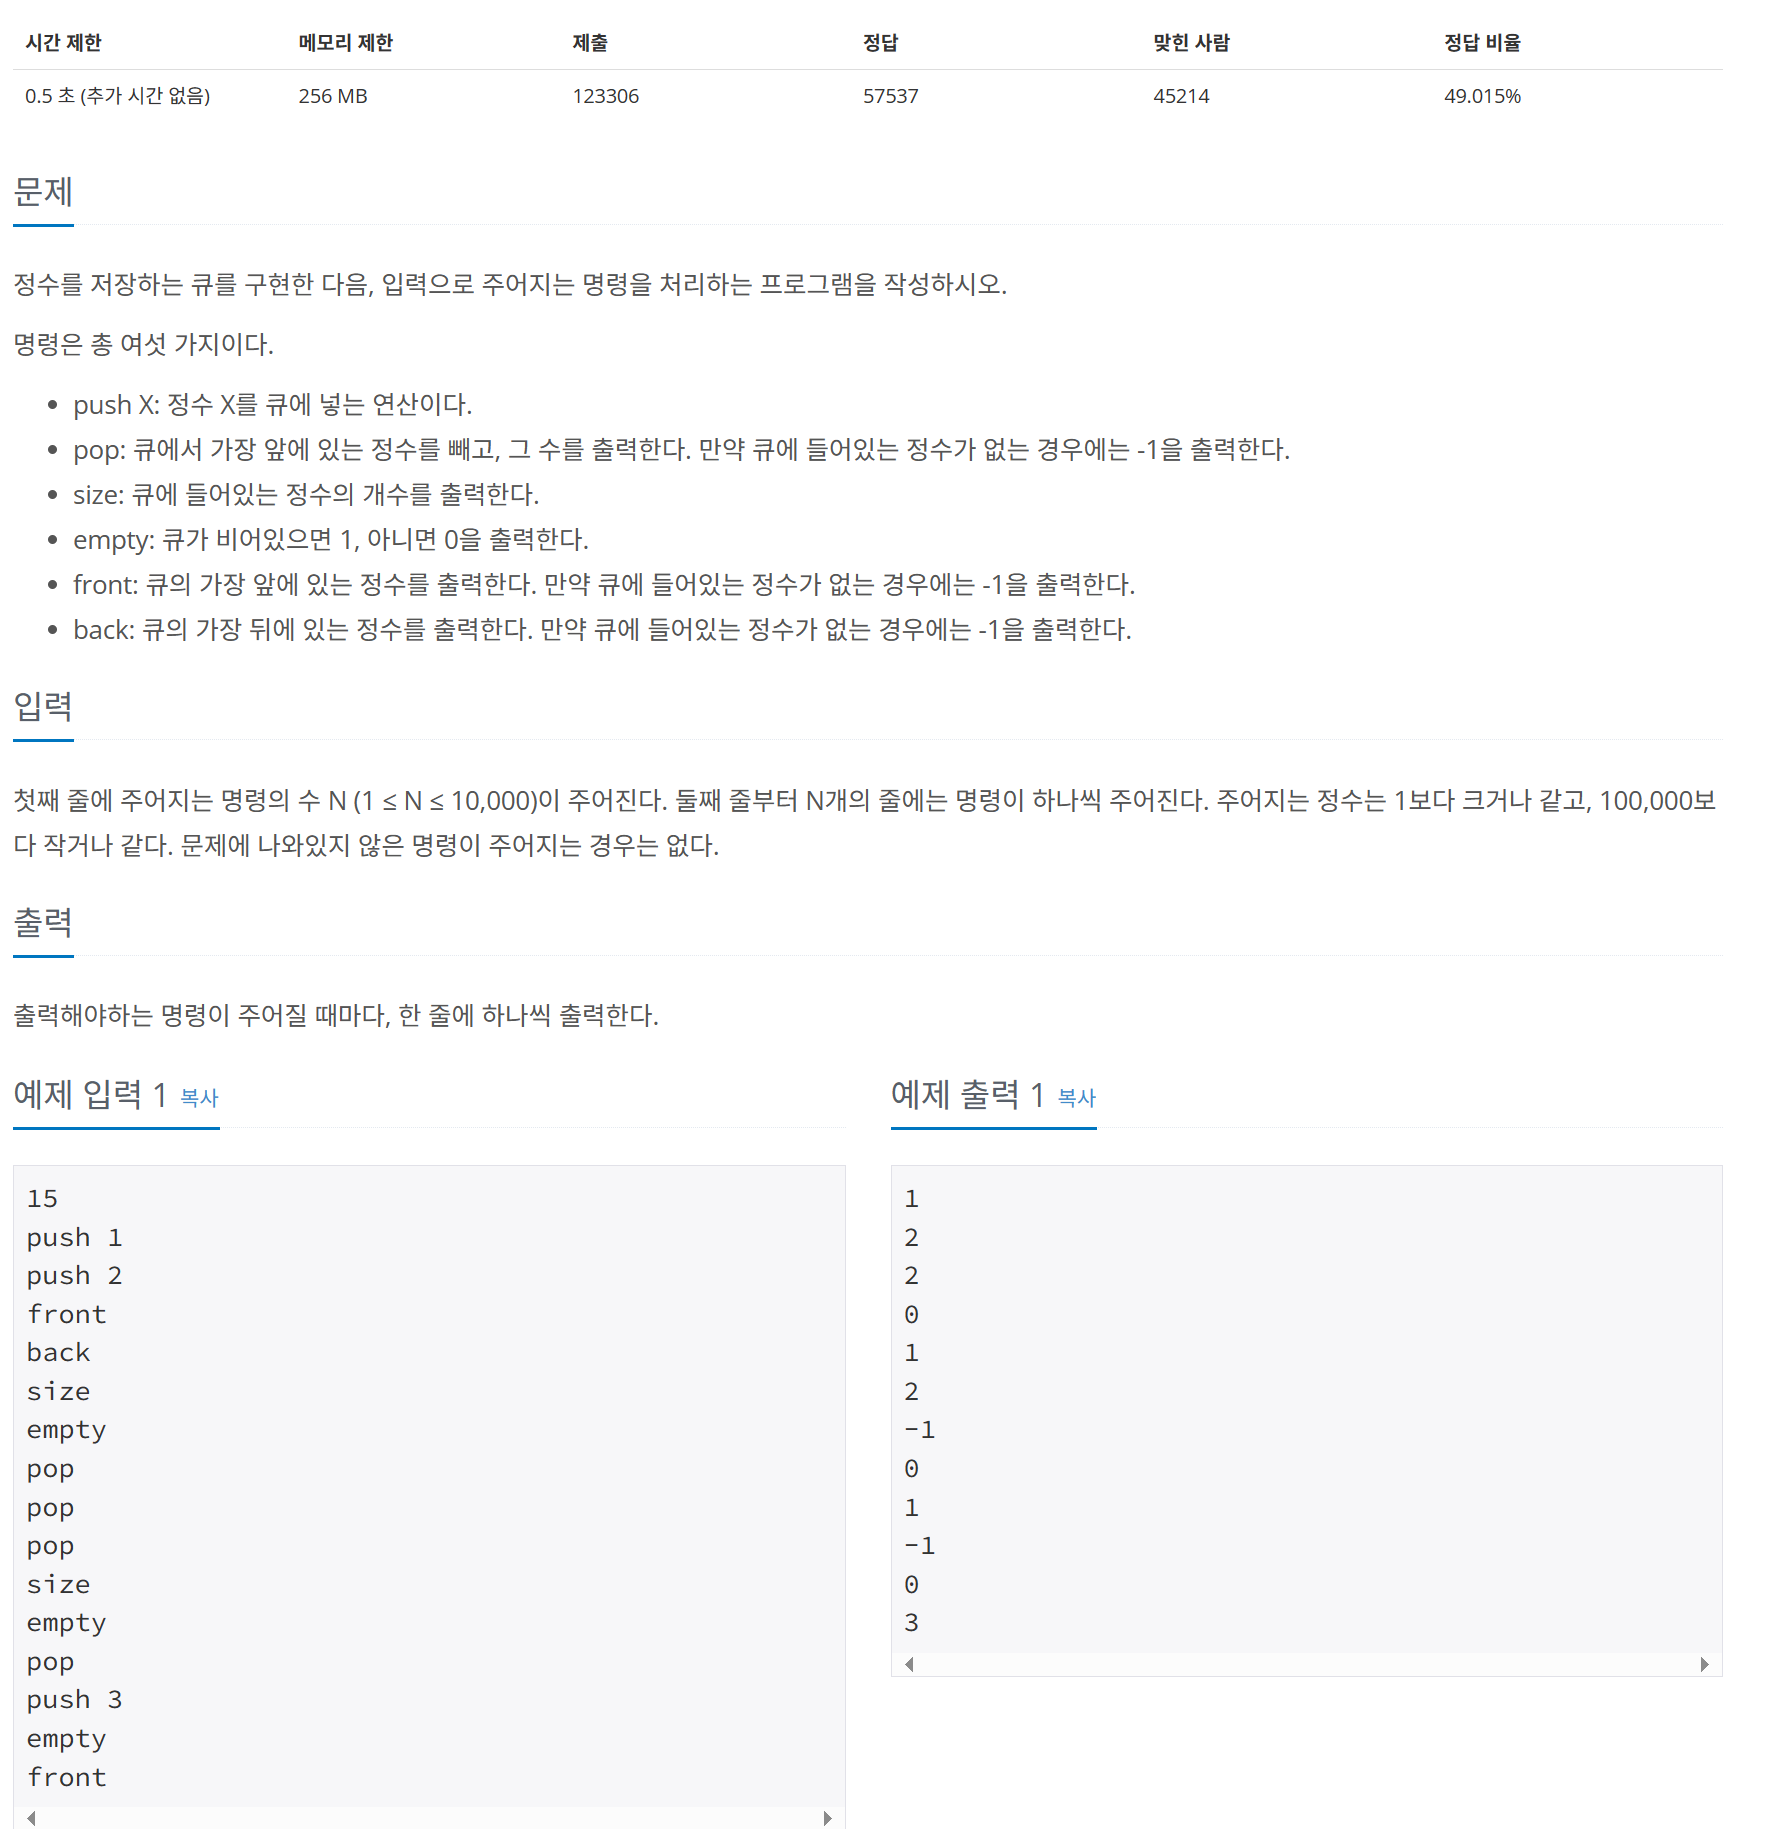 시간 제한 메모리 제한 제출 정답 맞힌 사람 정답 비율
0.5 초 (추가 시간 없음) 256 MB 123306 57537 45214 49.015%
문제
정수를 저장하는 큐를 구현한 다음, 입력으로 주어지는 명령을 처리하는 프로그램을 작성하시오.
명령은 총 여섯 가지이다.
• push X: 정수 X를 큐에 넣는 연산이다.
• pop: 큐에서 가장 앞에 있는 정수를 빼고, 그 수를 출력한다. 만약 큐에 들어있는 정수가 없는 경우에는 -1을 출력한다.
• size: 큐에 들어있는 정수의 개수를 출력한다.
• empty: 큐가 비어있으면 1, 아니면 0을 출력한다.
• front: 큐의 가장 앞에 있는 정수를 출력한다. 만약 큐에 들어있는 정수가 없는 경우에는 -1을 출력한다.
• back: 큐의 가장 뒤에 있는 정수를 출력한다. 만약 큐에 들어있는 정수가 없는 경우에는 -1을 출력한다.
입력
첫째 줄에 주어지는 명령의 수 N (1 ≤ N ≤ 10,000)이 주어진다. 둘째 줄부터 N개의 줄에는 명령이 하나씩 주어진다. 주어지는 정수는 1보다 크거나 같고, 100,000보
다 작거나 같다. 문제에 나와있지 않은 명령이 주어지는 경우는 없다.
출력
출력해야하는 명령이 주어질 때마다, 한 줄에 하나씩 출력한다.
예제 입력 1 복사
15
push 1
push 2
front
back
size
empty
pop
pop
pop
size
empty
pop
push 3
empty
front
예제 출력 1 복사
1
2
2
0
1
2
-1
0
1
-1
0
3